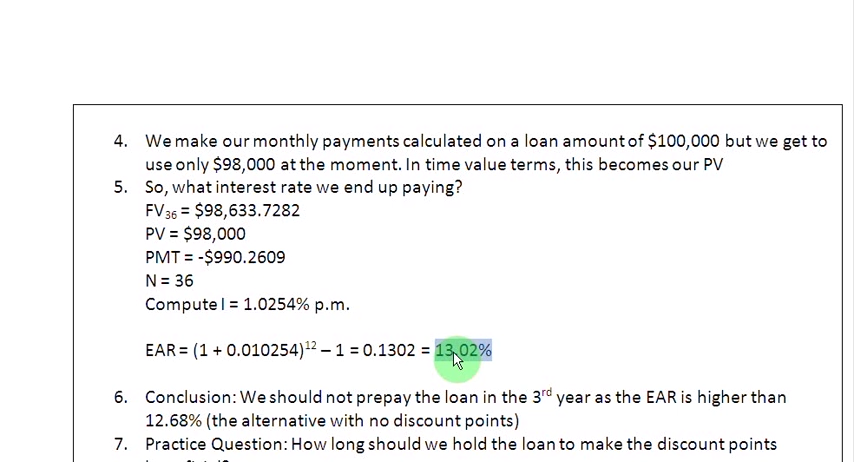 4. We make our monthly payments calculated on a loan amount of $100,000 but we get to
use only $98,000 at the moment. In time value terms, this becomes our PV
5. So, what interest rate we end up paying?
FV36 = $98,633.7282
PV = $98,000
PMT = -$990.2609
N = 36
Compute I = 1.0254% p.m.
EAR = (1 + 0.010254)¹² – 1 = 0.1302 = 13.02%
6. Conclusion: We should not prepay the loan in the 3rd year as the EAR is higher than
12.68% (the alternative with no discount points)
7. Practice Question: How long should we hold the loan to make the discount points